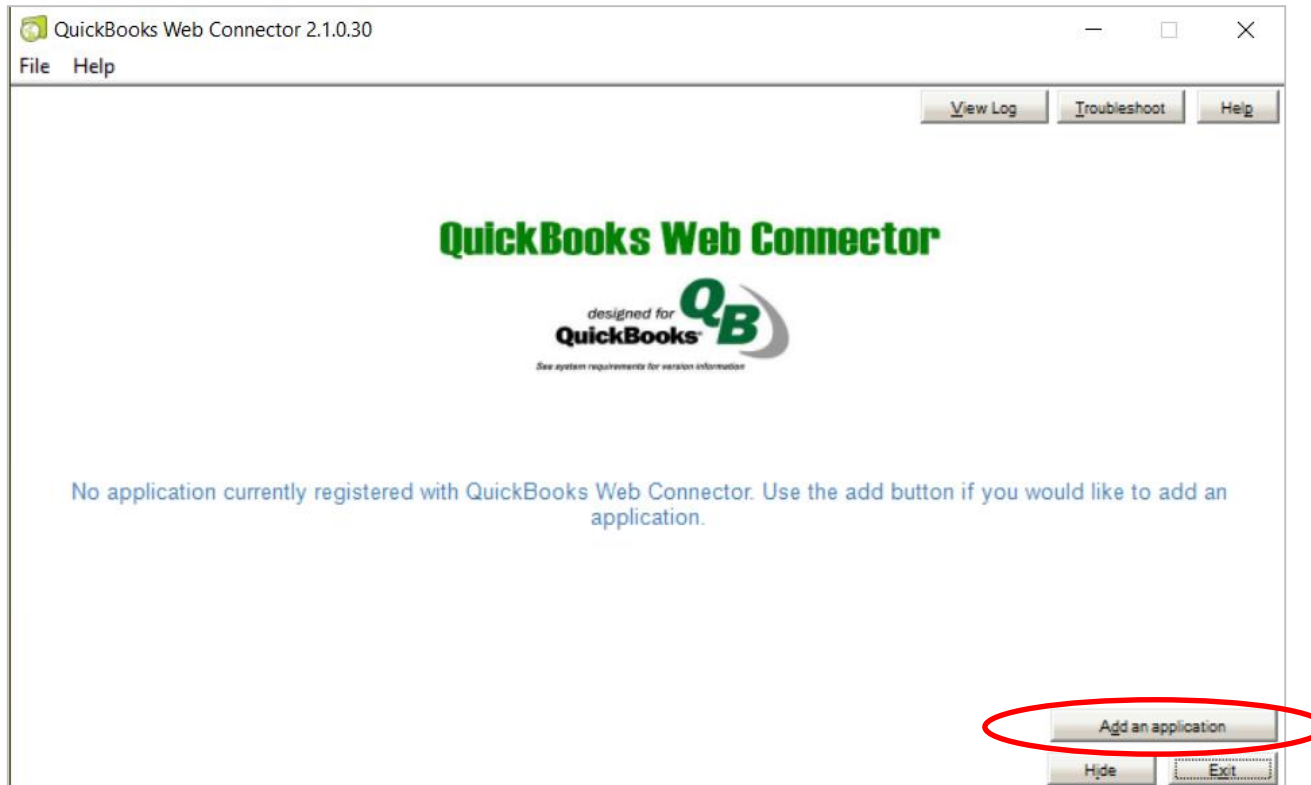 QuickBooks Web Connector 2.1.0.30
File Help
View Log Troubleshoot Help
QuickBooks Web Connector
designed for
QuickBooks
QB
See system requirements for version information
No application currently registered with QuickBooks Web Connector. Use the add button if you would like to add an
application.
Add an application
Hide Exit